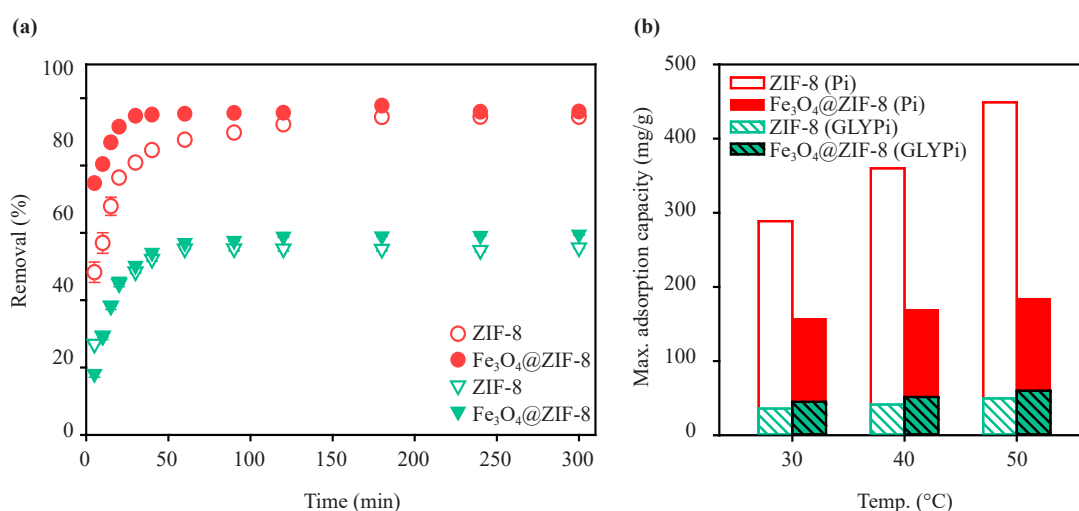 (a)
100
80
60
40
20
0
Removal (%)
ZIF-8
Fe₃O₄@ZIF-8
ZIF-8
Fe₃O₄@ZIF-8
0 50 100 150 200 250 300
Time (min)
(b)
500
400
300
200
100
0
Max. adsorption capacity (mg/g)
ZIF-8 (Pi)
Fe₃O₄@ZIF-8 (Pi)
ZIF-8 (GLYPi)
Fe₃O₄@ZIF-8 (GLYPi)
30 40 50
Temp. (°C)